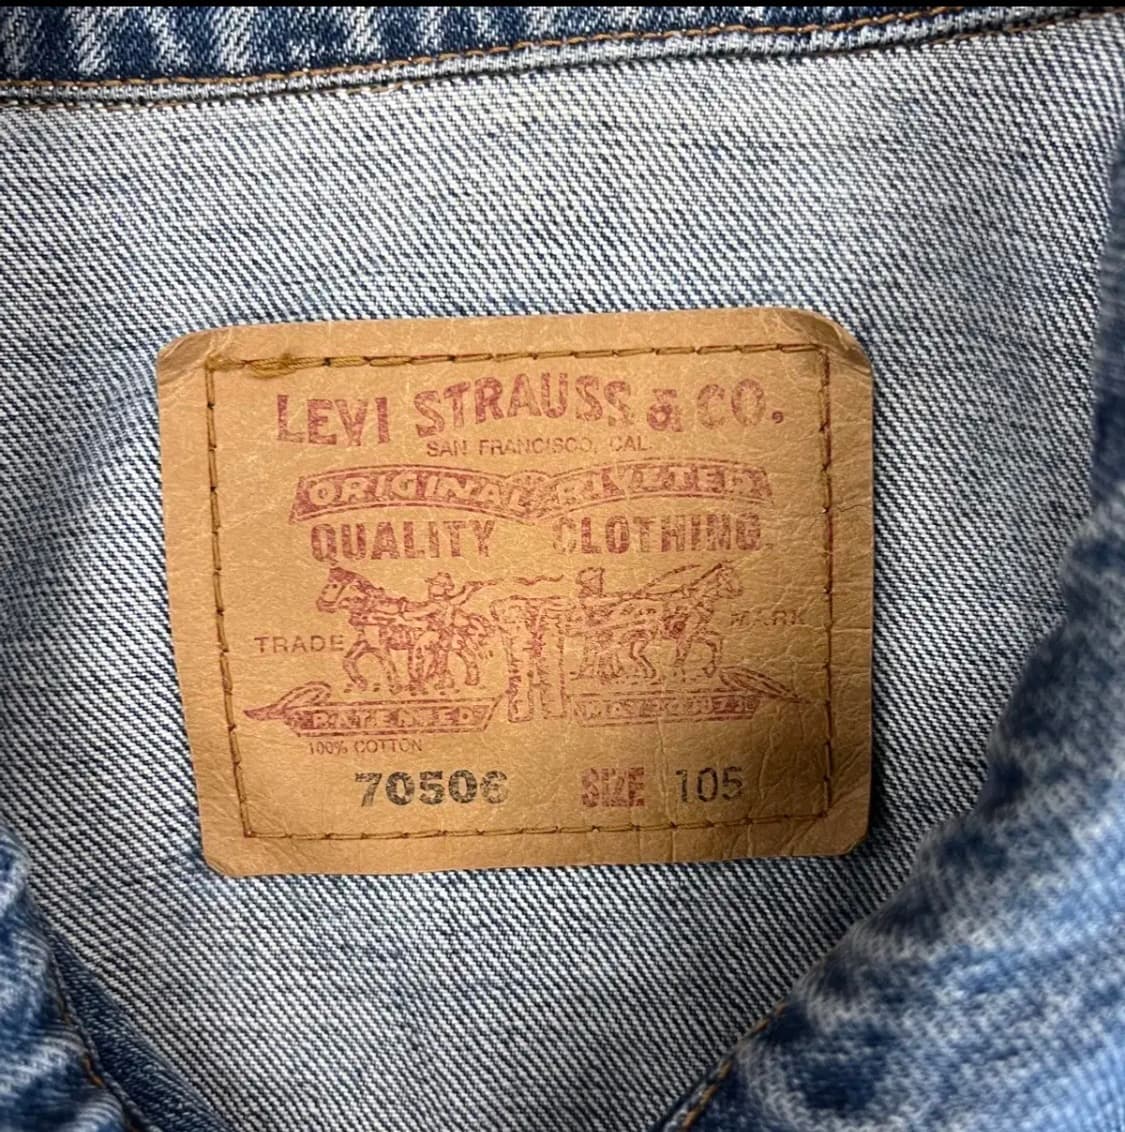 LEVI STRAUSS & CO.
SAN FRANCISCO, CAL.
ORIGINAL RIVETED
QUALITY CLOTHING
TRADE MARK
PATENTED
100% COTTON
70506 SIZE 105